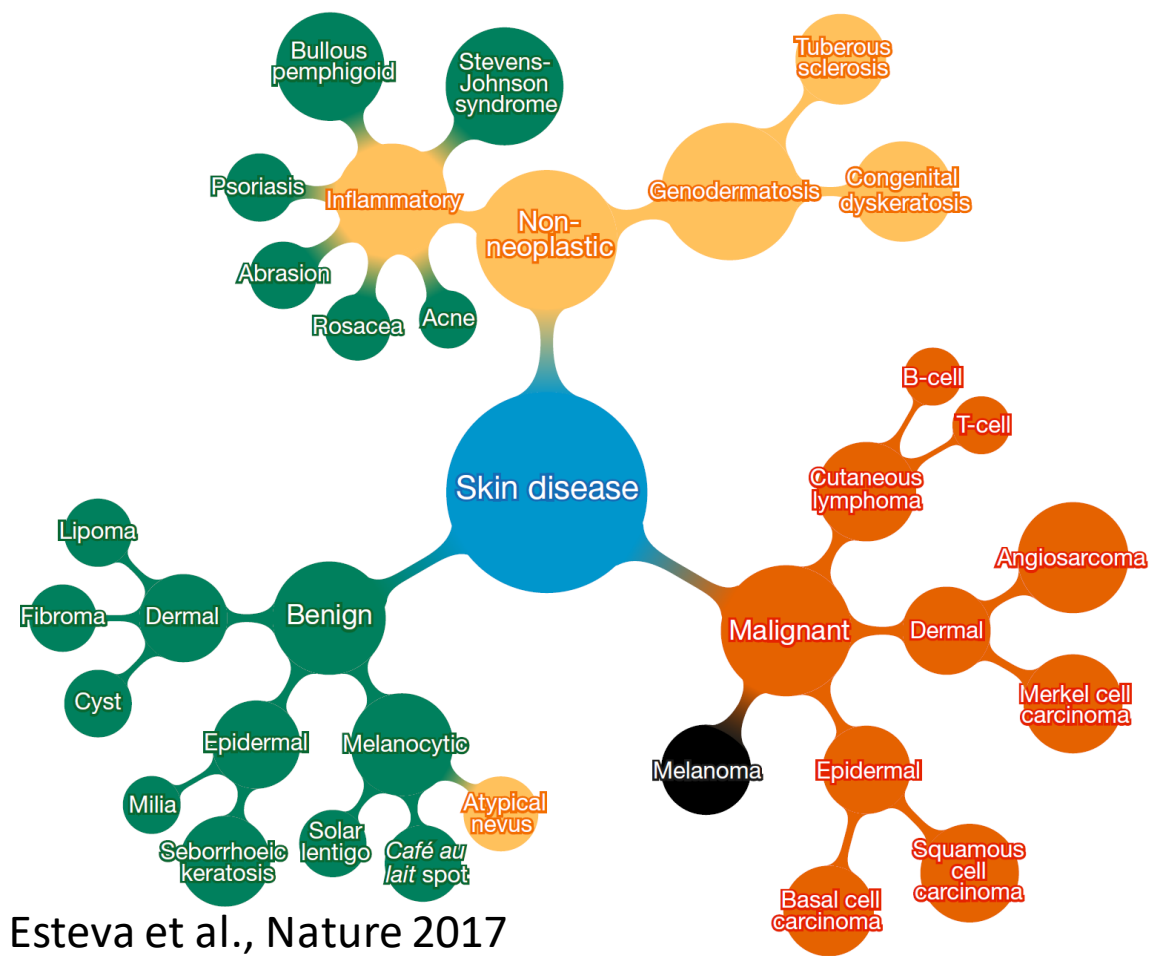 Bullous
pemphigoid
Stevens-
Johnson
syndrome
Tuberous
sclerosis
Psoriasis
Inflammatory
Non-
neoplastic
Genodermatosis
Congenital
dyskeratosis
Abrasion
Rosacea
Acne
B-cell
T-cell
Skin disease
Cutaneous
lymphoma
Lipoma
Angiosarcoma
Fibroma
Dermal
Benign
Malignant
Dermal
Cyst
Merkel cell
carcinoma
Epidermal
Melanocytic
Melanoma
Epidermal
Milia
Atypical
nevus
Solar
lentigo
Seborrhoeic
keratosis
Café au
lait spot
Squamous
cell
carcinoma
Basal cell
carcinoma
Esteva et al., Nature 2017